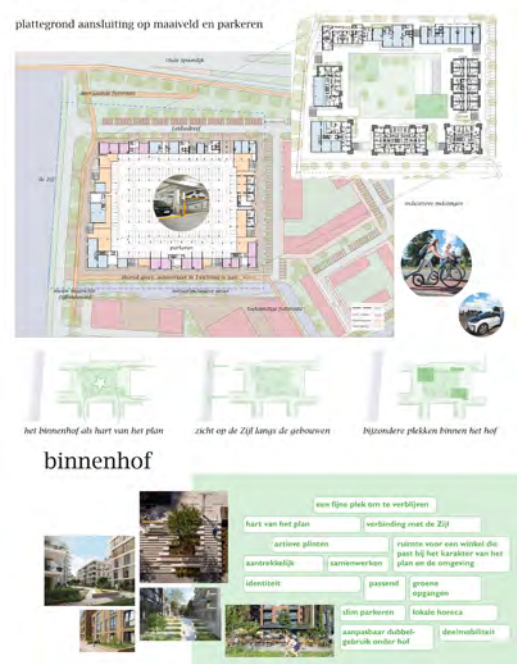 plattegrond aansluiting op maaiveld en parkeren
Oude Spoordijk
de Zijl
parkeren
indicatieve indelingen
toekomstige fietsroute
het binnenhof als hart van het plan
zicht op de Zijl langs de gebouwen
bijzondere plekken binnen het hof
binnenhof
een fijne plek om te verblijven
hart van het plan
verbinding met de Zijl
actieve plinten
ruimte voor een winkel die
past bij het karakter van het
plan en de omgeving
aantrekkelijk
samenwerken
identiteit
passend
groene
opgangen
slim parkeren
lokale horeca
aanpasbaar dubbel-
gebruik onder hof
deelmobiliteit